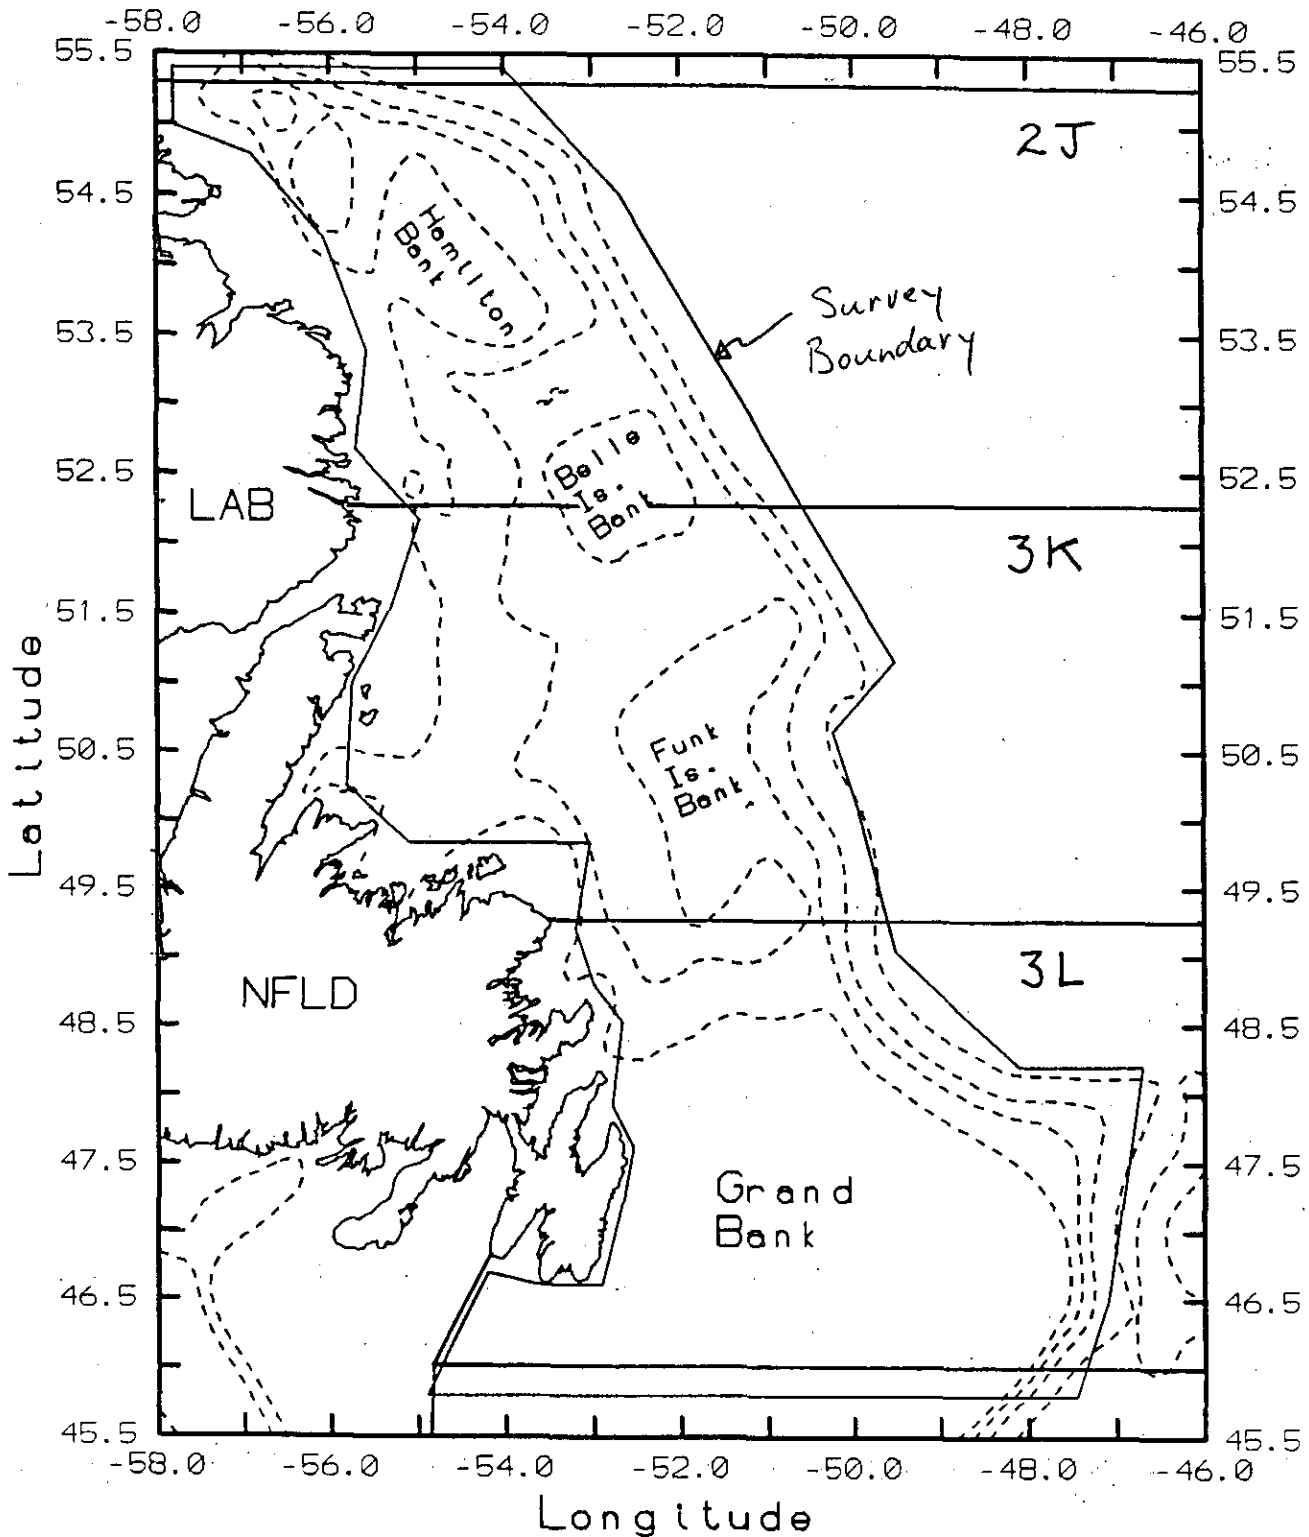 -58.0 -56.0 -54.0 -52.0 -50.0 -48.0 -46.0
55.5 55.5
2J
54.5 54.5
Hamilton
Bank
Survey
Boundary
53.5 53.5
Belle
Is.
Bank
52.5 52.5
LAB
3K
51.5 51.5
Latitude
Funk
Is.
Bank
50.5 50.5
49.5 49.5
3L
NFLD
48.5 48.5
47.5 47.5
Grand
Bank
46.5 46.5
45.5 45.5
-58.0 -56.0 -54.0 -52.0 -50.0 -48.0 -46.0
Longitude